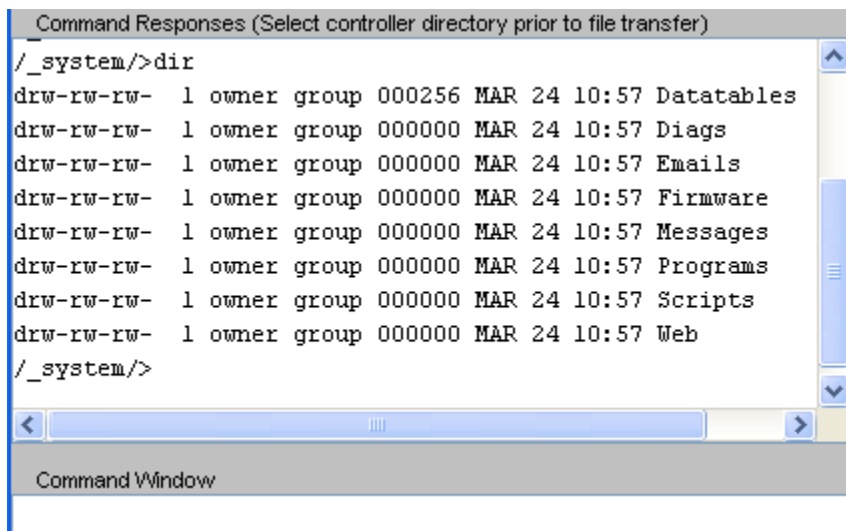 Command Responses (Select controller directory prior to file transfer)
/_system/>dir
drw-rw-rw-  1 owner group 000256 MAR 24 10:57 Datatables
drw-rw-rw-  1 owner group 000000 MAR 24 10:57 Diags
drw-rw-rw-  1 owner group 000000 MAR 24 10:57 Emails
drw-rw-rw-  1 owner group 000000 MAR 24 10:57 Firmware
drw-rw-rw-  1 owner group 000000 MAR 24 10:57 Messages
drw-rw-rw-  1 owner group 000000 MAR 24 10:57 Programs
drw-rw-rw-  1 owner group 000000 MAR 24 10:57 Scripts
drw-rw-rw-  1 owner group 000000 MAR 24 10:57 Web
/_system/>
Command Window